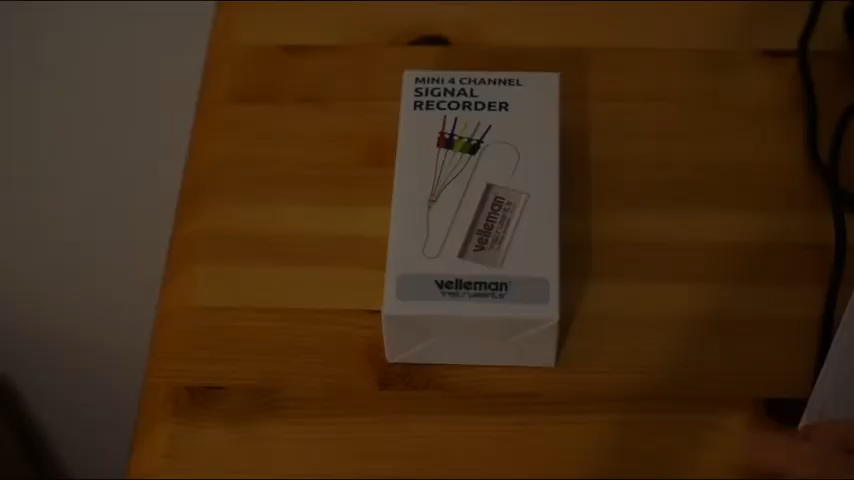 MINI 4 CHANNEL
SIGNAL
RECORDER
velleman
velleman